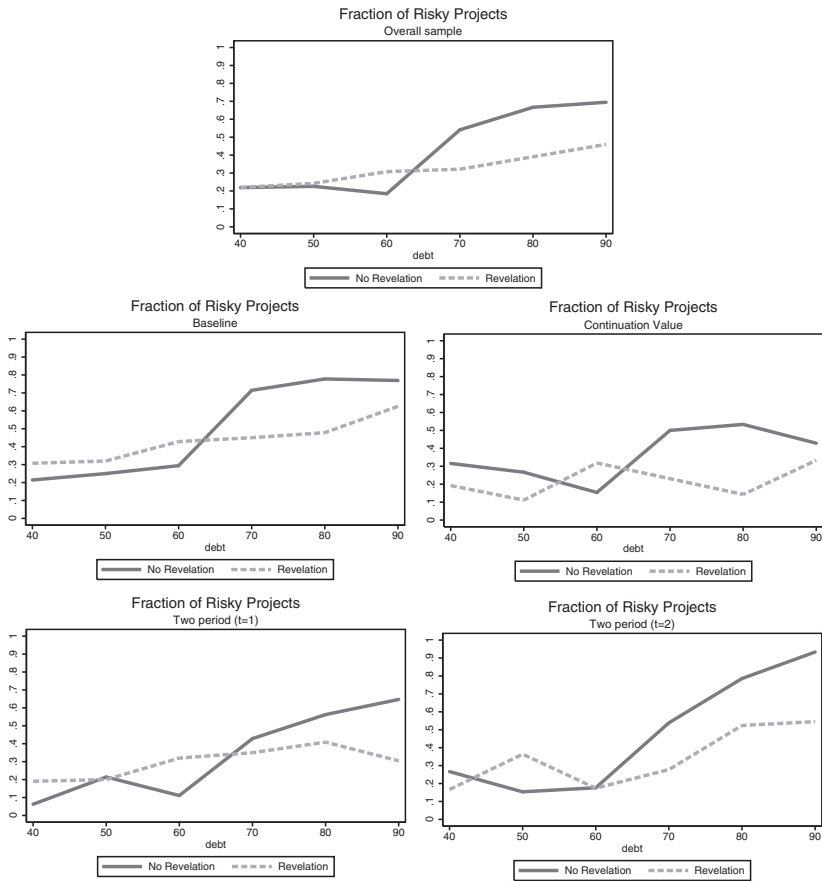 Fraction of Risky Projects
Overall sample
1
.9
.8
.7
.6
.5
.4
.3
.2
.1
0
40 50 60 70 80 90
debt
No Revelation Revelation
Fraction of Risky Projects
Baseline
1
.9
.8
.7
.6
.5
.4
.3
.2
.1
0
40 50 60 70 80 90
debt
No Revelation Revelation
Fraction of Risky Projects
Continuation Value
1
.9
.8
.7
.6
.5
.4
.3
.2
.1
0
40 50 60 70 80 90
debt
No Revelation Revelation
Fraction of Risky Projects
Two period (t=1)
1
.9
.8
.7
.6
.5
.4
.3
.2
.1
0
40 50 60 70 80 90
debt
No Revelation Revelation
Fraction of Risky Projects
Two period (t=2)
1
.9
.8
.7
.6
.5
.4
.3
.2
.1
0
40 50 60 70 80 90
debt
No Revelation Revelation